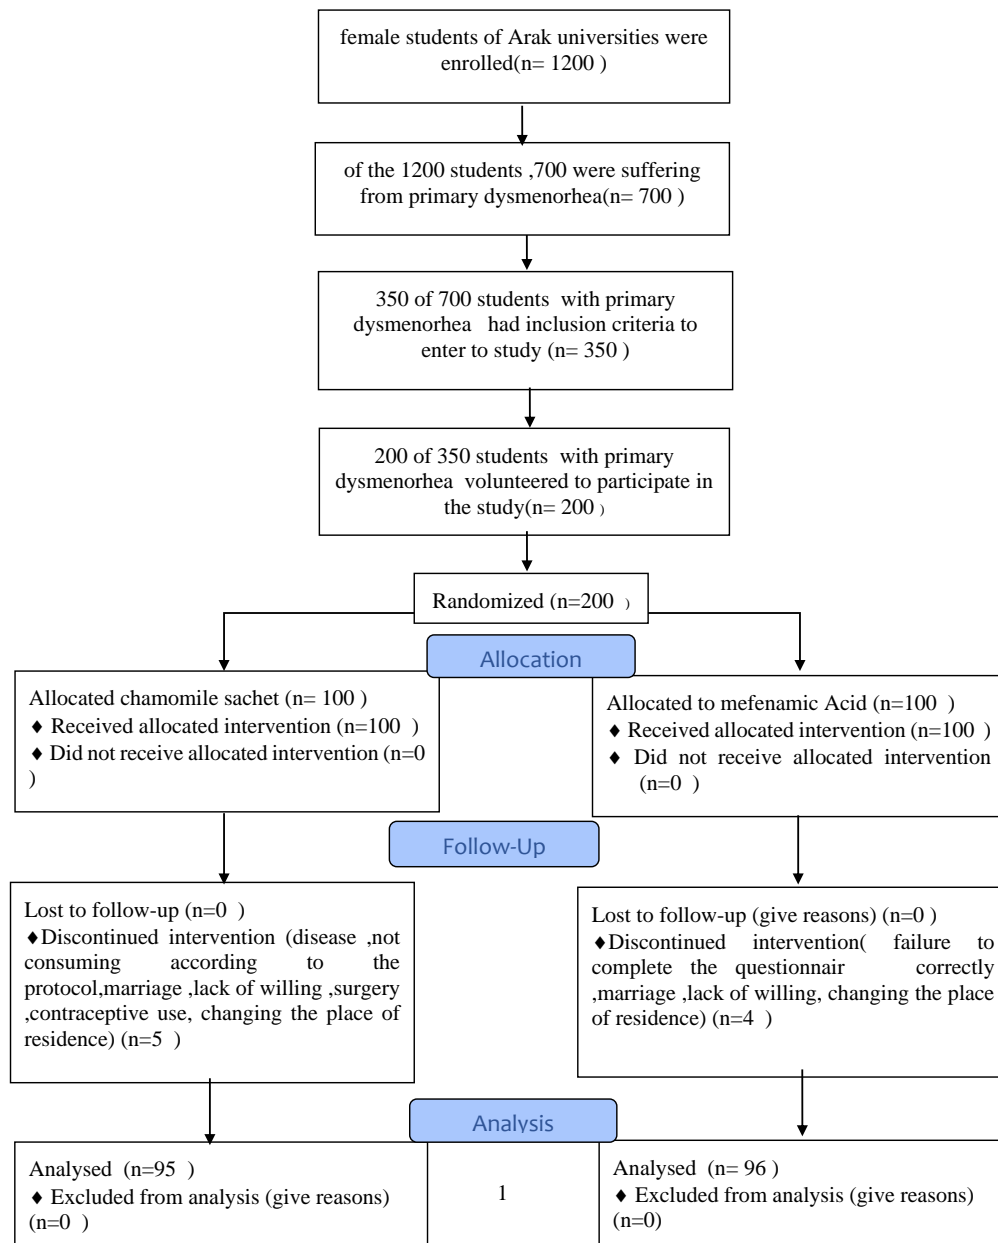 female students of Arak universities were
enrolled(n= 1200 )
of the 1200 students ,700 were suffering
from primary dysmenorhea(n= 700 )
350 of 700 students with primary
dysmenorhea had inclusion criteria to
enter to study (n= 350 )
200 of 350 students with primary
dysmenorhea volunteered to participate in
the study(n= 200 )
Randomized (n=200 )
Allocation
Allocated chamomile sachet (n= 100 )
♦ Received allocated intervention (n=100 )
♦ Did not receive allocated intervention (n=0
)
Allocated to mefenamic Acid (n=100 )
♦ Received allocated intervention (n=100 )
♦ Did not receive allocated intervention
(n=0 )
Follow-Up
Lost to follow-up (n=0 )
♦Discontinued intervention (disease ,not
consuming according to the
protocol,marriage ,lack of willing ,surgery
,contraceptive use, changing the place of
residence) (n=5 )
Lost to follow-up (give reasons) (n=0 )
♦Discontinued intervention( failure to
complete the questionnair correctly
,marriage ,lack of willing, changing the place
of residence) (n=4 )
Analysis
Analysed (n=95 )
♦ Excluded from analysis (give reasons)
(n=0 )
1
Analysed (n= 96 )
♦ Excluded from analysis (give reasons)
(n=0)